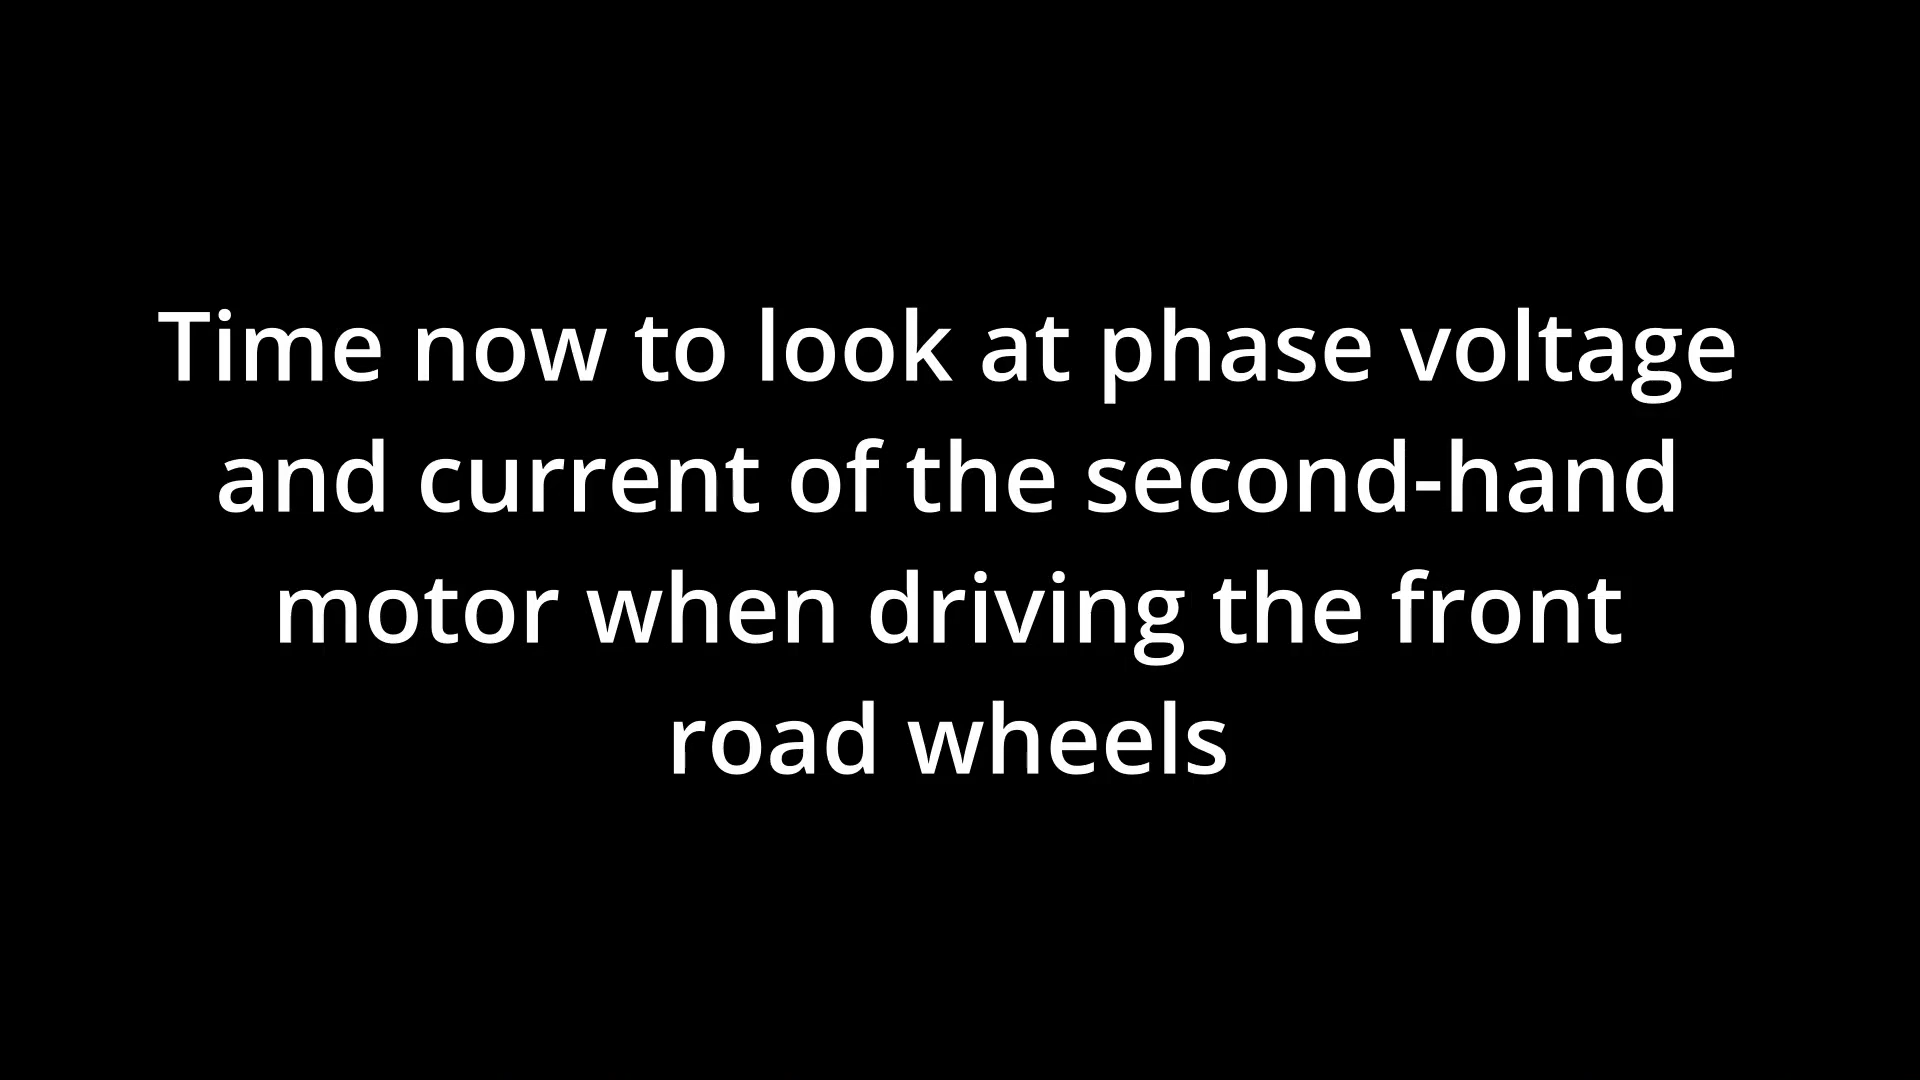 Time now to look at phase voltage
and current of the second-hand
motor when driving the front
road wheels